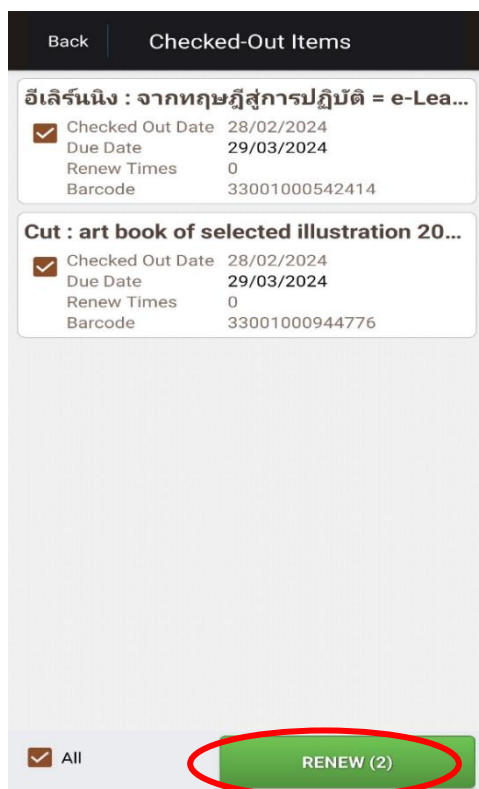 Back
Checked-Out Items
อีเลิร์นนิง : จากทฤษฎีสู่การปฏิบัติ = e-Lea...
Checked Out Date 28/02/2024
Due Date 29/03/2024
Renew Times 0
Barcode 33001000542414
Cut : art book of selected illustration 20...
Checked Out Date 28/02/2024
Due Date 29/03/2024
Renew Times 0
Barcode 33001000944776
All
RENEW (2)